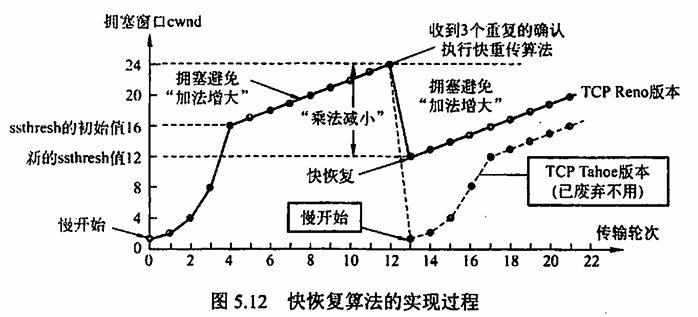 拥塞窗口cwnd
收到3个重复的确认
执行快重传算法
24
20
ssthresh的初始值16
新的ssthresh值12
8
4
0
拥塞避免
“加法增大”
“乘法减小”
拥塞避免
“加法增大”
TCP Reno版本
快恢复
TCP Tahoe版本
(已废弃不用)
慢开始
慢开始
传输轮次
0 2 4 6 8 10 12 13 14 16 18 20 22
图 5.12 快恢复算法的实现过程